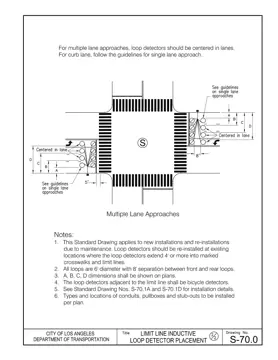 For multiple lane approaches, loop detectors should be centered in lanes.
For curb lane, follow the guidelines for single lane approach.
See guidelines
on single lane
approaches
Centered in lane
Centered in lane
S
See guidelines
on single lane
approaches
Multiple Lane Approaches
Notes:
1. This Standard Drawing applies to new installations and re-installations
due to maintenance. Loop detectors should be re-installed at existing
locations where the loop detectors extend 4' or more into marked
crosswalks and limit lines.
2. All loops are 6' diameter with 8' separation between front and rear loops.
3. A, B, C, D dimensions shall be shown on plans.
4. The loop detectors adjacent to the limit line shall be bicycle detectors.
5. See Standard Drawing Nos. S-70.1A and S-70.1D for installation details.
6. Types and locations of conduits, pullboxes and stub-outs to be installed
per plan
CITY OF LOS ANGELES
DEPARTMENT OF TRANSPORTATION
Title
LIMIT LINE INDUCTIVE
LOOP DETECTOR PLACEMENT
Drawing No.
S-70.0